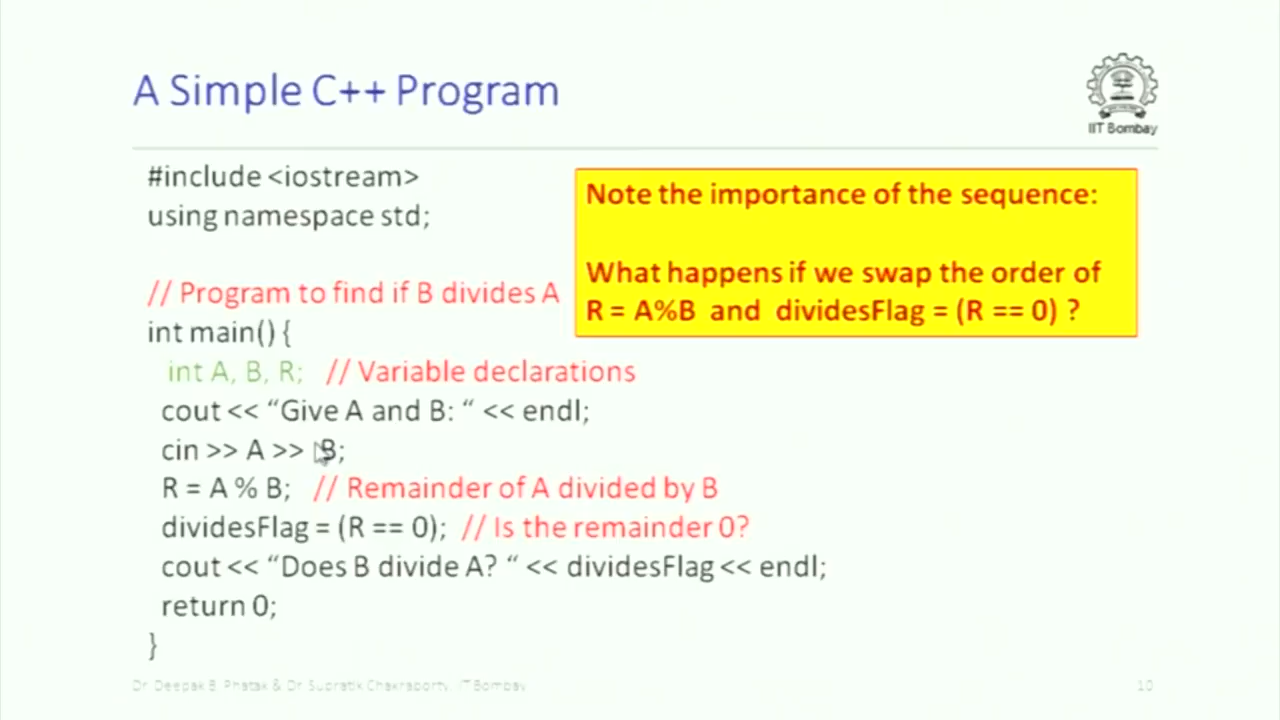 A Simple C++ Program
IIT Bombay
#include <iostream>
using namespace std;
// Program to find if B divides A
int main() {
int A, B, R; // Variable declarations
cout << “Give A and B: “ << endl;
cin >> A >> B;
R = A % B; // Remainder of A divided by B
dividesFlag = (R == 0); // Is the remainder 0?
cout << “Does B divide A? “ << dividesFlag << endl;
return 0;
}
Note the importance of the sequence:
What happens if we swap the order of
R = A%B and dividesFlag = (R == 0) ?
Dr. Deepak B. Phatak & Dr. Supratik Chakraborty, IIT Bombay
10